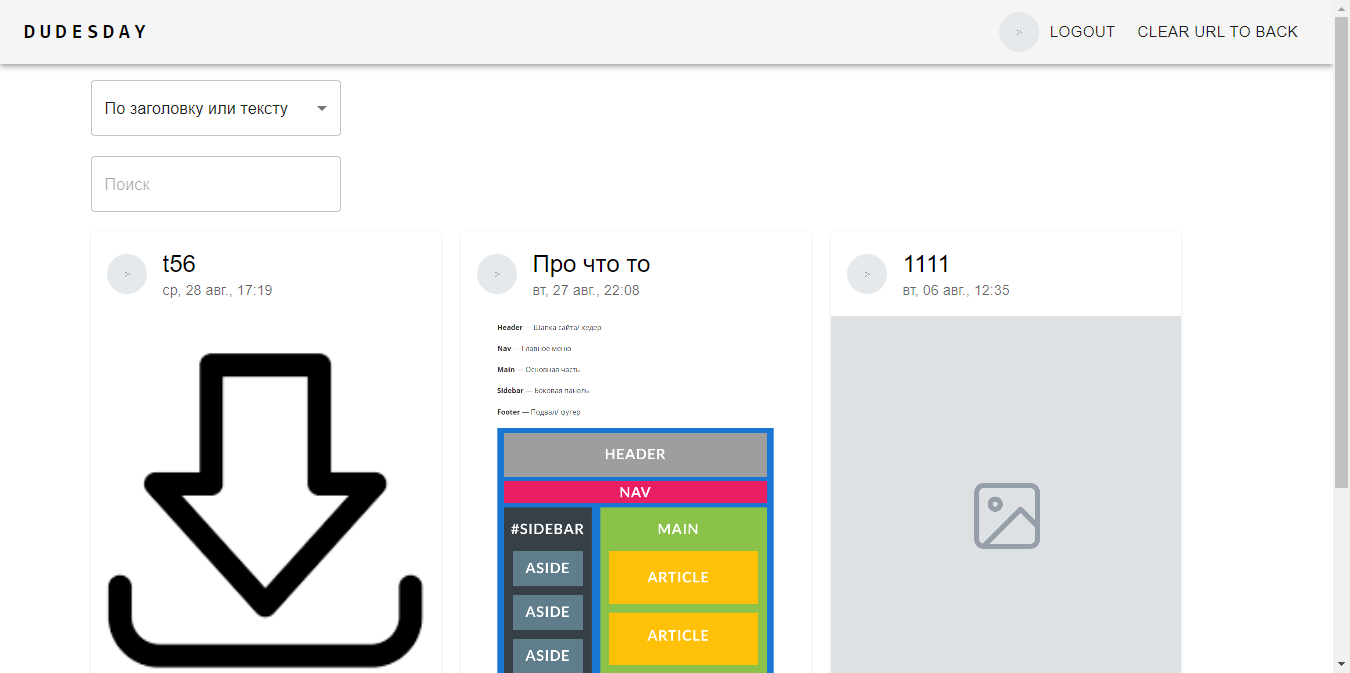 DUDESDAY
LOGOUT
CLEAR URL TO BACK
По заголовку или тексту
Поиск
t56
ср, 28 авг., 17:19
Про что то
вт, 27 авг., 22:08
Header — Шапка сайта/ хедер
Nav — Главное меню
Main — Основная часть
Sidebar — Боковая панель
Footer — Подвал/ футер
HEADER
NAV
#SIDEBAR
MAIN
ASIDE
ARTICLE
ASIDE
ARTICLE
ASIDE
1111
вт, 06 авг., 12:35